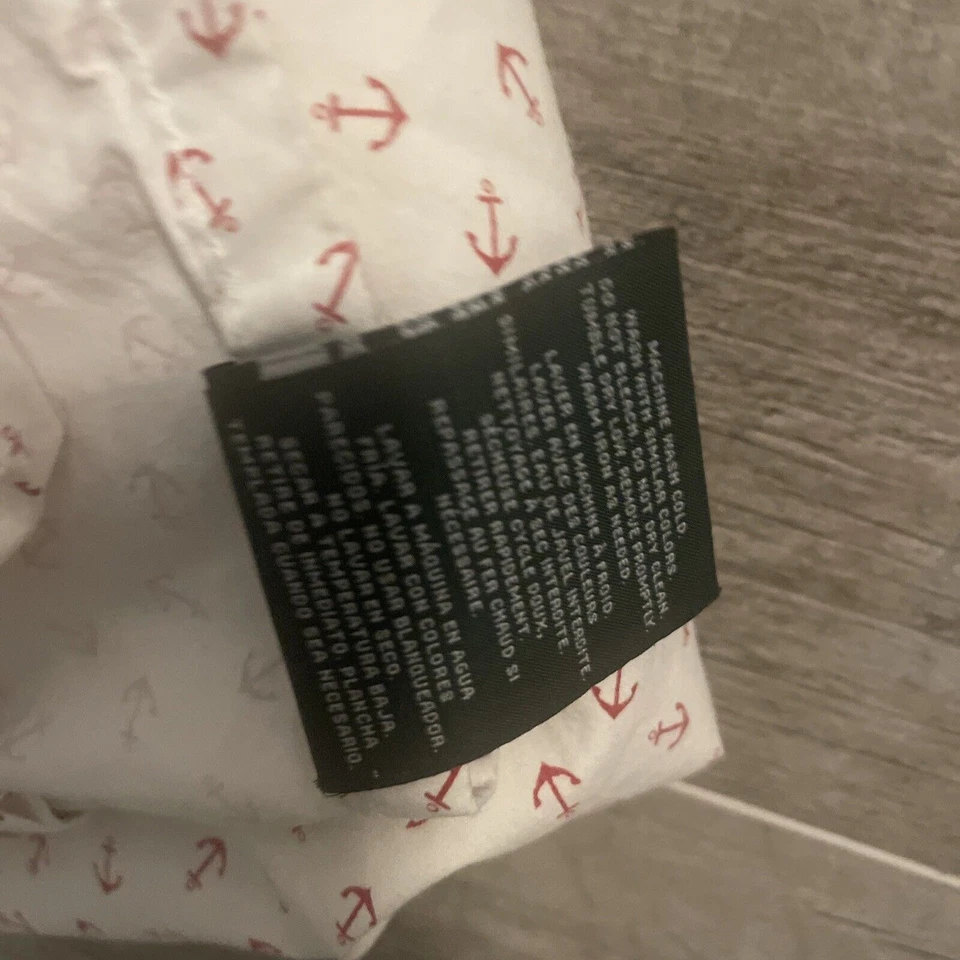 MACHINE WASH COLD
WASH WITH SIMILAR COLORS.
DO NOT BLEACH. DO NOT DRY CLEAN.
TUMBLE DRY LOW. REMOVE PROMPTLY.
WARM IRON AS NEEDED.
LAVER EN MACHINE À FROID.
LAVER AVEC DES COULEURS
SIMILAIRES. EAU DE JAVEL INTERDITE.
NETTOYAGE À SEC INTERDITE.
SÉCHEUSE CYCLE DOUX,
RETIRER RAPIDEMENT.
REPASSAGE AU FER CHAUD SI
NÉCESSAIRE.
LAVAR A MÁQUINA EN AGUA
FRÍA. LAVAR CON COLORES
PARECIDOS. NO USAR BLANQUEADOR.
NO LAVAR EN SECO.
SECAR A TEMPERATURA BAJA.
RETIRE DE INMEDIATO. PLANCHA
TEMPLADA CUANDO SEA NECESARIO.